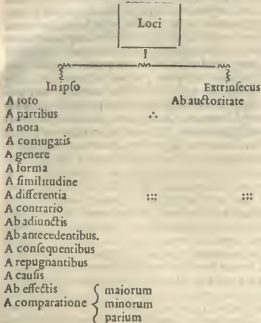 Loci
In ipſo Extrinſecus
A toto Ab auctoritate
A partibus
A nota
A coniugatis
A genere
A forma
A ſimilitudine
A differentia
A contrario
Ab adiunctis
Ab antecedentibus.
A conſequentibus
A repugnantibus
A cauſis
Ab effectis
A comparatione maiorum
minorum
parium